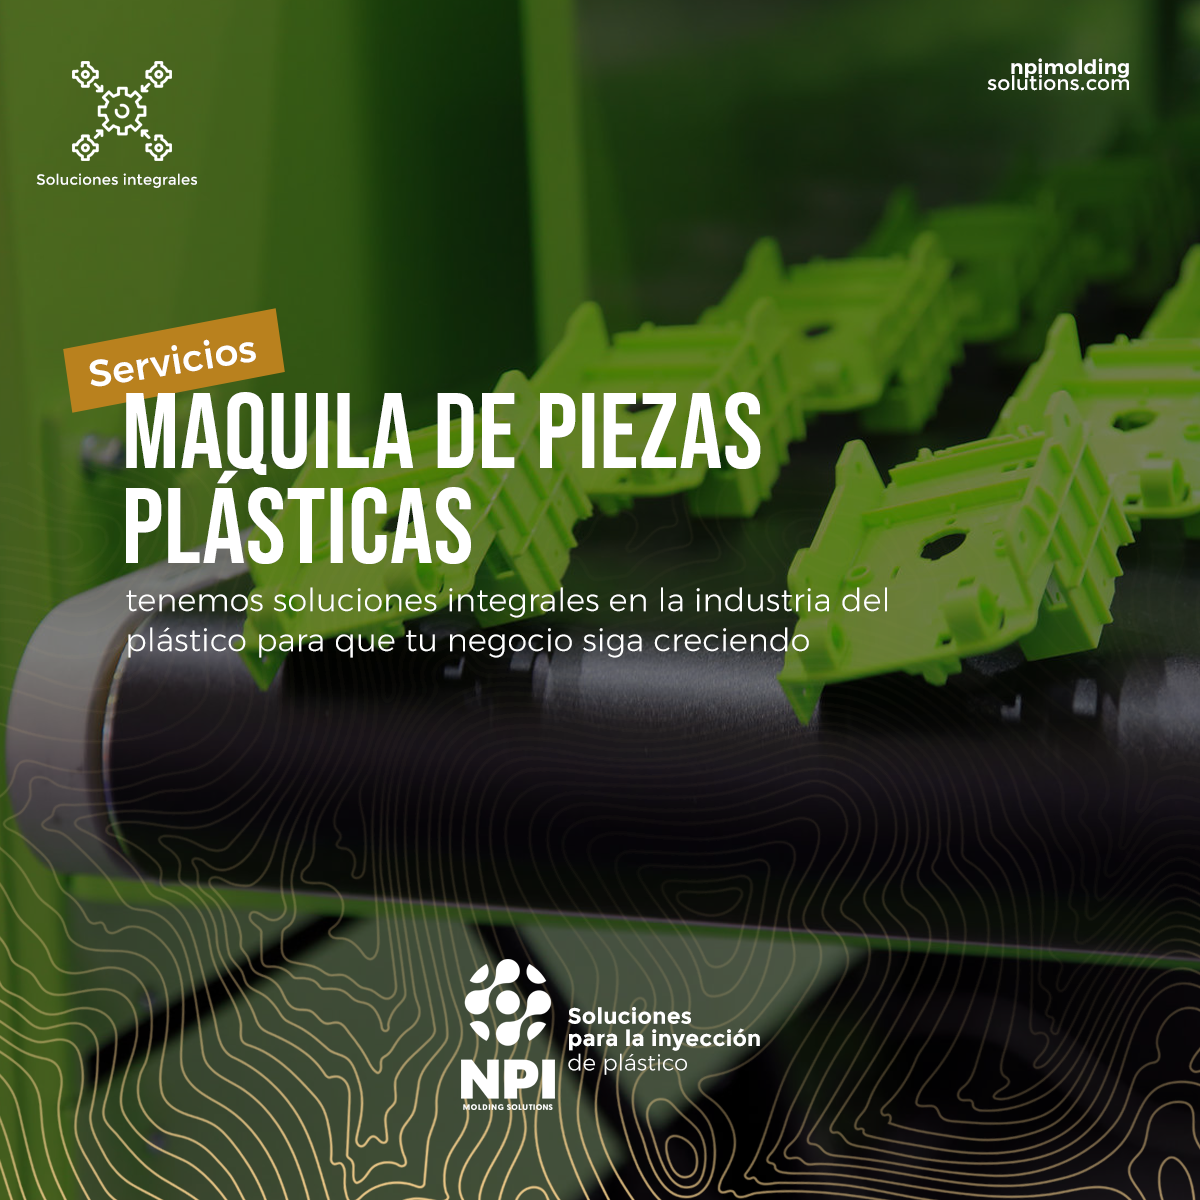 npimolding
solutions.com
Soluciones integrales
Servicios
MAQUILA DE PIEZAS
PLÁSTICAS
tenemos soluciones integrales en la industria del
plástico para que tu negocio siga creciendo
NPI
MOLDING SOLUTIONS
Soluciones
para la inyección
de plástico